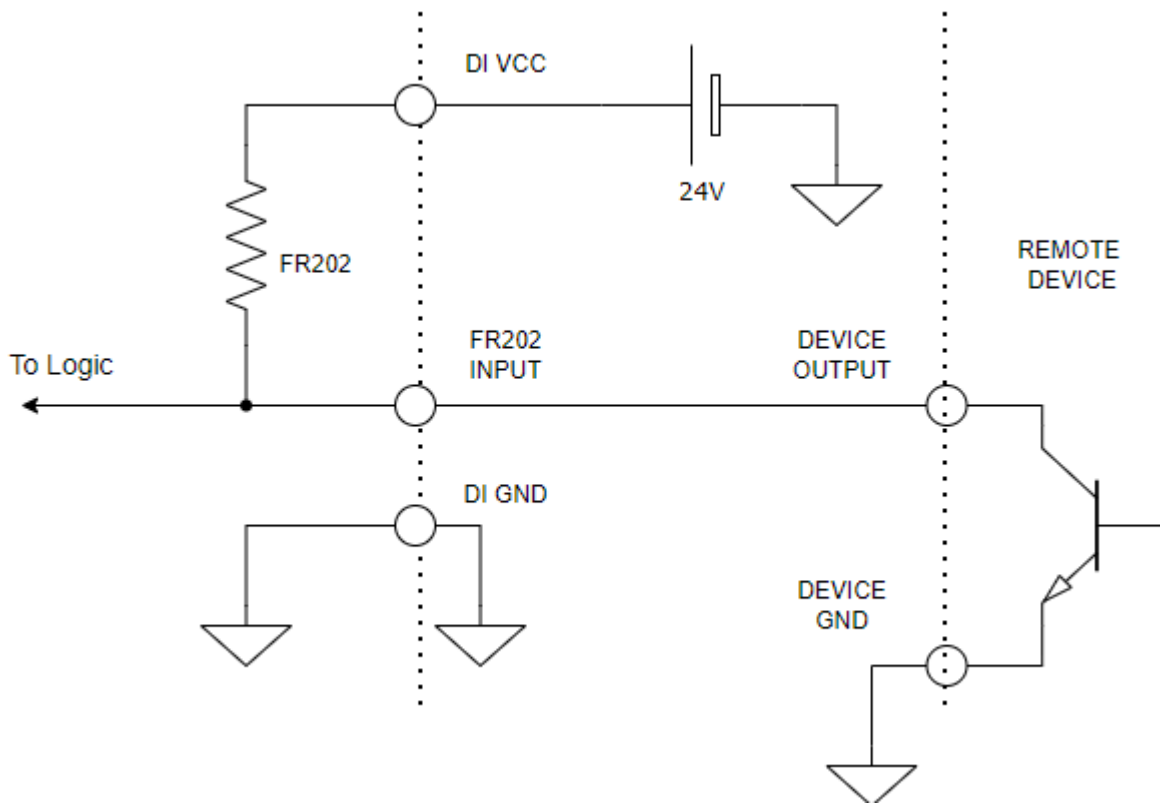 DI VCC
24V
FR202
REMOTE
DEVICE
To Logic
FR202
INPUT
DEVICE
OUTPUT
DI GND
DEVICE
GND